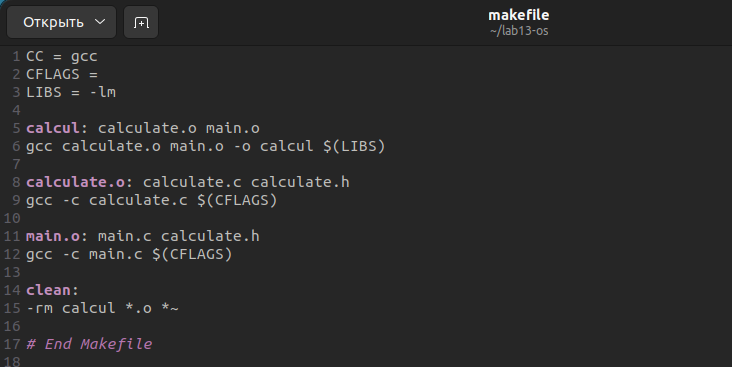 Открыть
makefile
~/lab13-os
1 CC = gcc
2 CFLAGS =
3 LIBS = -lm
4
5 calcul: calculate.o main.o
6 gcc calculate.o main.o -o calcul $(LIBS)
7
8 calculate.o: calculate.c calculate.h
9 gcc -c calculate.c $(CFLAGS)
10
11 main.o: main.c calculate.h
12 gcc -c main.c $(CFLAGS)
13
14 clean:
15 -rm calcul *.o *~
16
17 # End Makefile
18